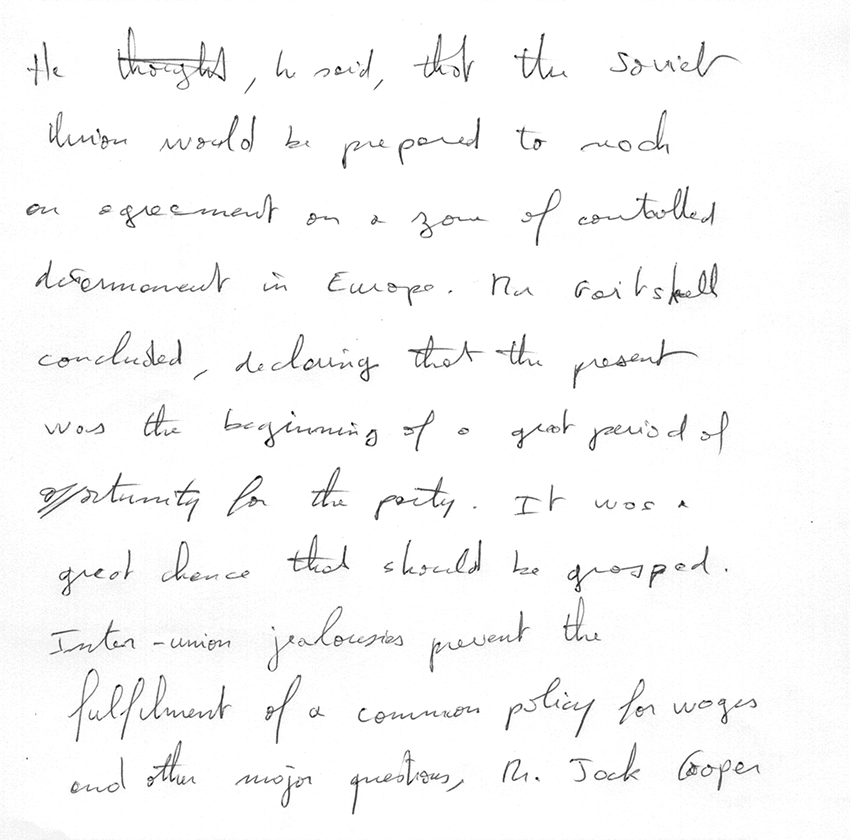 He thought, he said, that the Soviet
Union would be prepared to reach
an agreement on a zone of controlled
disarmament in Europe. Mr Gaitskell
concluded, declaring that the present
was the beginning of a great period of
opportunity for the party. It was a
great chance that should be grasped.
Inter-union jealousies prevent the
fulfilment of a common policy for wages
and other major questions, Mr. Jack Cooper